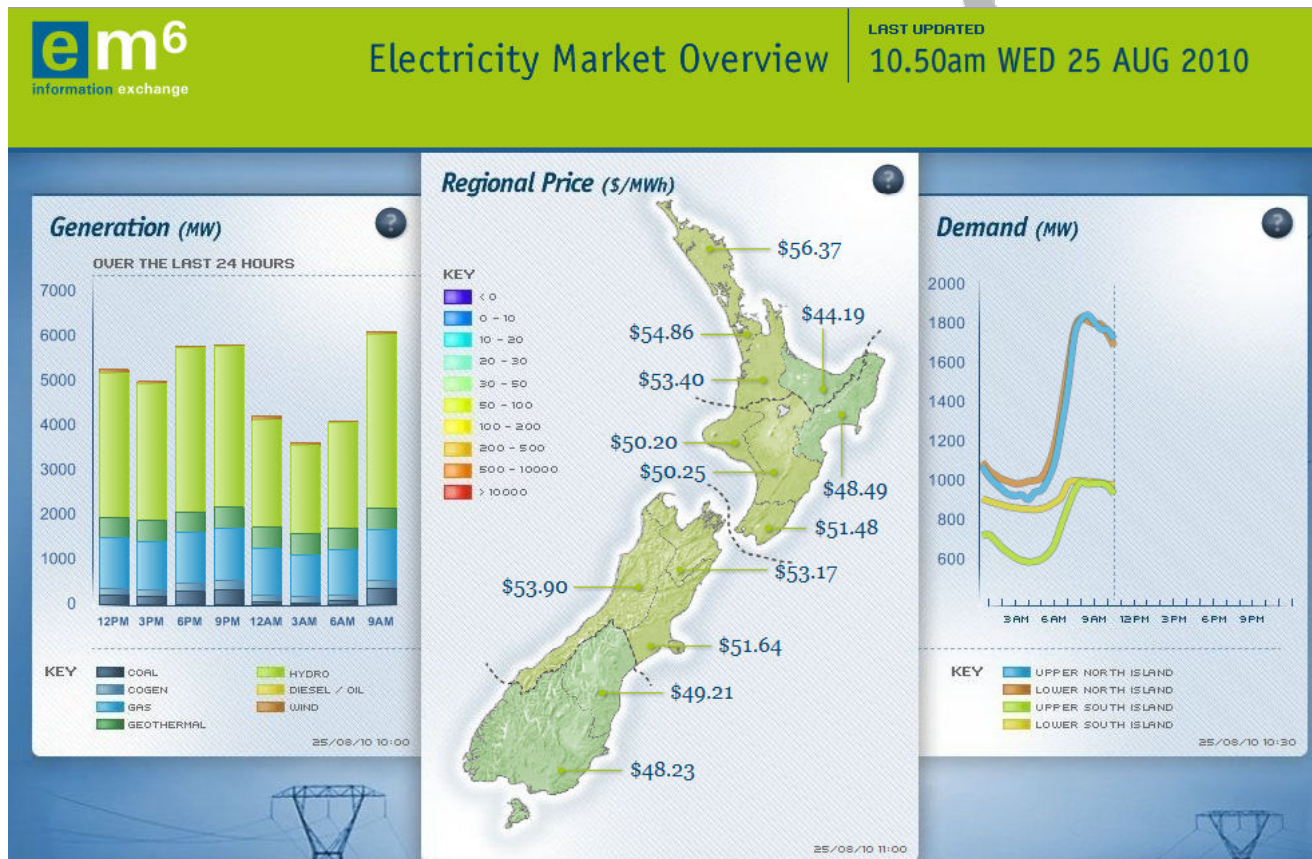 em6
information exchange
Electricity Market Overview
LAST UPDATED
10.50am WED 25 AUG 2010
Generation (MW)
?
OVER THE LAST 24 HOURS
7000
6000
5000
4000
3000
2000
1000
0
12PM 3PM 6PM 9PM 12AM 3AM 6AM 9AM
KEY
COAL
COGEN
GAS
GEOTHERMAL
HYDRO
DIESEL / OIL
WIND
25/08/10 10:00
Regional Price ($/MWh)
?
KEY
< 0
0 - 10
10 - 20
20 - 30
30 - 50
50 - 100
100 - 200
200 - 500
500 - 10000
> 10000
$56.37
$44.19
$54.86
$53.40
$50.20
$50.25
$48.49
$51.48
$53.17
$53.90
$51.64
$49.21
$48.23
25/08/10 11:00
Demand (MW)
?
2000
1800
1600
1400
1200
1000
800
600
3AM 6AM 9AM 12PM 3PM 6PM 9PM
KEY
UPPER NORTH ISLAND
LOWER NORTH ISLAND
UPPER SOUTH ISLAND
LOWER SOUTH ISLAND
25/08/10 10:30